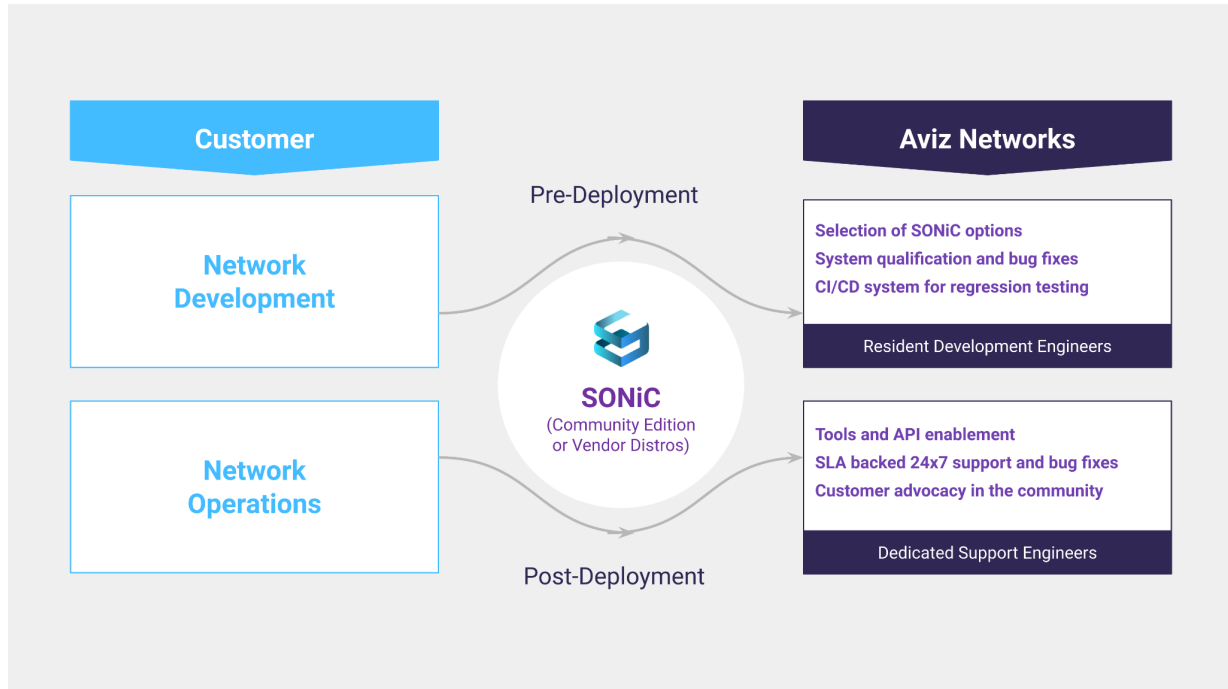 Customer
Network
Development
Network
Operations
Pre-Deployment
SONiC
(Community Edition
or Vendor Distros)
Post-Deployment
Aviz Networks
Selection of SONiC options
System qualification and bug fixes
CI/CD system for regression testing
Resident Development Engineers
Tools and API enablement
SLA backed 24x7 support and bug fixes
Customer advocacy in the community
Dedicated Support Engineers